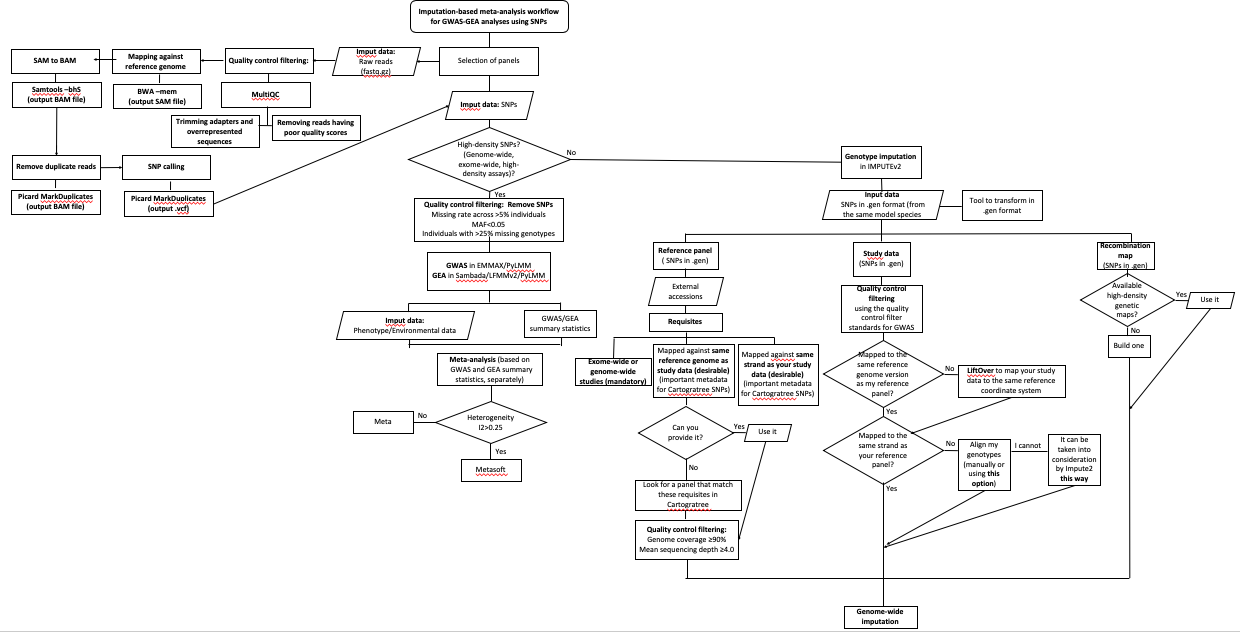 Imputation-based meta-analysis workflow
for GWAS-GEA analyses using SNPs
SAM to BAM
Mapping against
reference genome
Quality control filtering:
Imput data:
Raw reads
(fastq.gz)
Selection of panels
Samtools –bhS
(output BAM file)
BWA –mem
(output SAM file)
MultiQC
Imput data: SNPs
Trimming adapters and
overrepresented
sequences
Removing reads having
poor quality scores
High-density SNPs?
(Genome-wide,
exome-wide, high-
density assays)?
No
Yes
Remove duplicate reads
SNP calling
Picard MarkDuplicates
(output BAM file)
Picard MarkDuplicates
(output .vcf)
Quality control filtering: Remove SNPs
Missing rate across >5% individuals
MAF<0.05
Individuals with >25% missing genotypes
GWAS in EMMAX/PyLMM
GEA in Sambada/LFMMv2/PyLMM
Imput data:
Phenotype/Environmental data
GWAS/GEA
summary statistics
Meta-analysis (based on
GWAS and GEA summary
statistics, separately)
Meta
No
Heterogeneity
I2>0.25
Yes
Metasoft
Genotype imputation
in IMPUTEv2
Input data
SNPs in .gen format (from
the same model species
Tool to transform in
.gen format
Reference panel
( SNPs in .gen)
Study data
(SNPs in .gen)
Recombination
map
(SNPs in .gen)
External
accessions
Requisites
Exome-wide or
genome-wide
studies (mandatory)
Mapped against same
reference genome as
study data (desirable)
(important metadata
for Cartogratree SNPs)
Mapped against same
strand as your study
data (desirable)
(important metadata
for Cartogratree SNPs)
Can you
provide it?
Yes
Use it
No
Look for a panel that match
these requisites in
Cartogratree
Quality control filtering:
Genome coverage ≥90%
Mean sequencing depth ≥4.0
Quality control
filtering
using the quality
control filter
standards for GWAS
Mapped to the
same reference
genome version
as my reference
panel?
No
LiftOver to map your study
data to the same reference
coordinate system
Yes
Mapped to the
same strand as
your reference
panel?
No
Align my
genotypes
(manually or
using this
option)
I cannot
It can be
taken into
consideration
by Impute2
this way
Yes
Available
high-density
genetic
maps?
Yes
Use it
No
Build one
Genome-wide
imputation